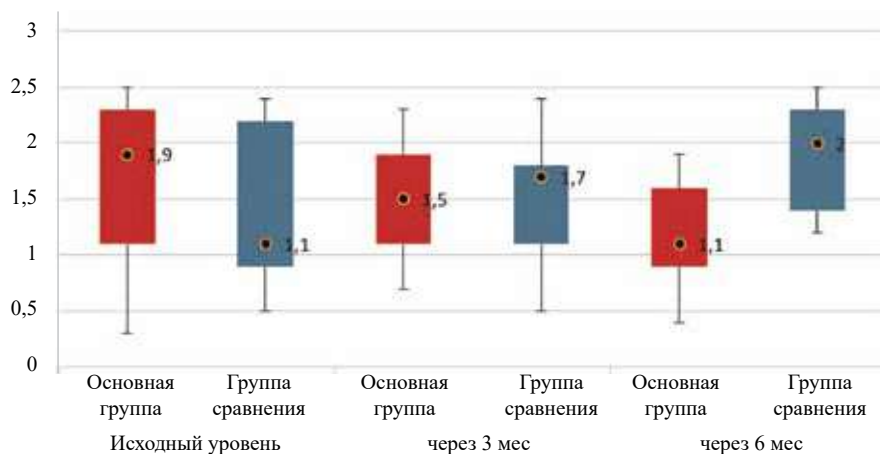 3
2,5
2
1,5
1
0,5
0
1,9
1,1
1,5
1,7
1,1
2
Основная группа
Группа сравнения
Основная группа
Группа сравнения
Основная группа
Группа сравнения
Исходный уровень
через 3 мес
через 6 мес